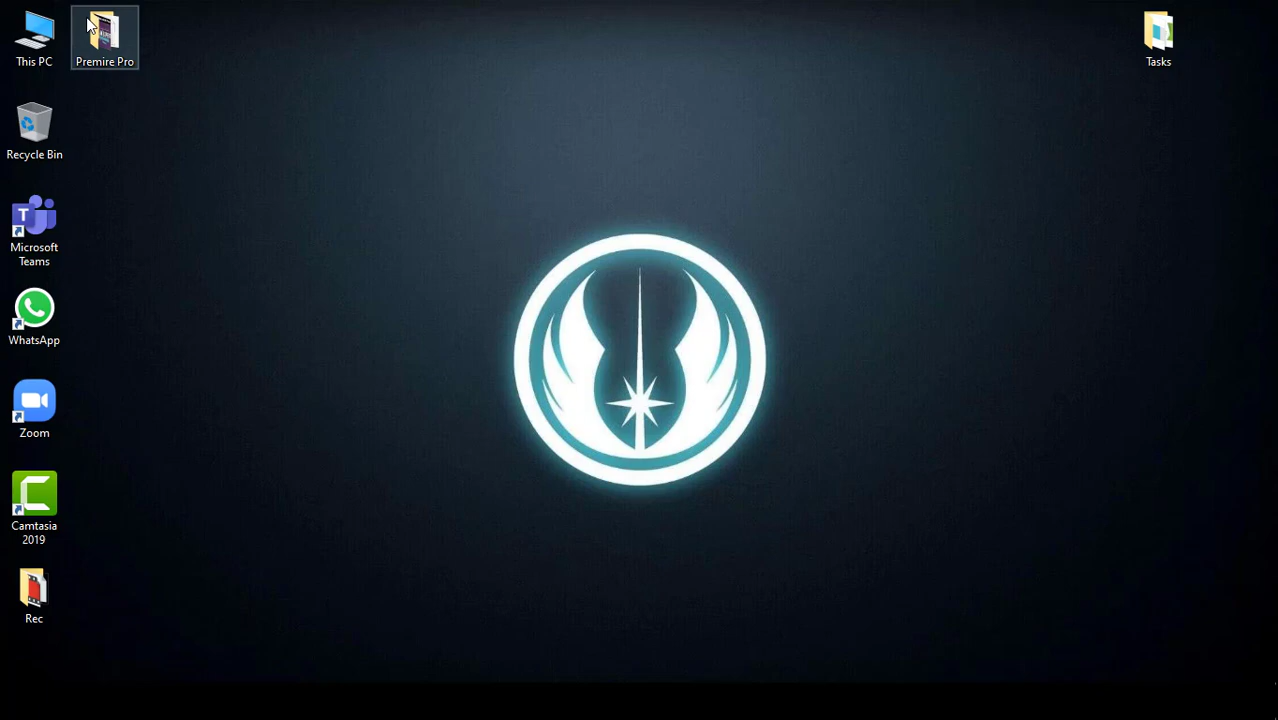 This PC
Premire Pro
Tasks
Recycle Bin
T
Microsoft
Teams
WhatsApp
Zoom
Camtasia
2019
Rec